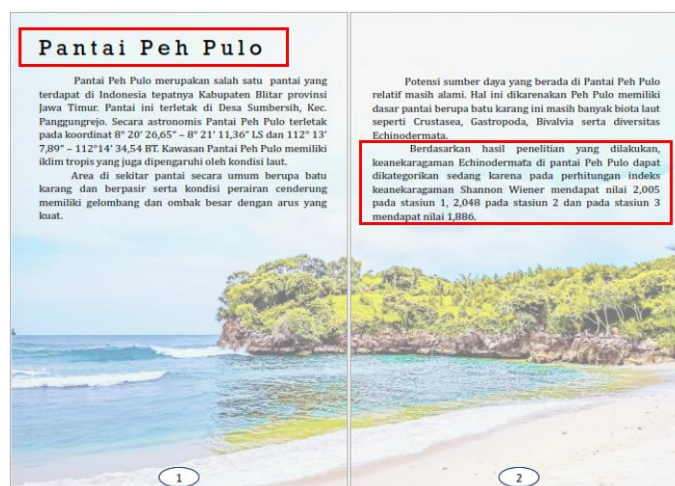 Pantai Peh Pulo
Pantai Peh Pulo merupakan salah satu pantai yang
terdapat di Indonesia tepatnya Kabupaten Blitar provinsi
Jawa Timur. Pantai ini terletak di Desa Sumbersih, Kec.
Panggungrejo. Secara astronomis Pantai Peh Pulo terletak
pada koordinat 8° 20' 26,65" – 8° 21' 11,36" LS dan 112° 13'
7,89" – 112°14' 34,54 BT. Kawasan Pantai Peh Pulo memiliki
iklim tropis yang juga dipengaruhi oleh kondisi laut.
Area di sekitar pantai secara umum berupa batu
karang dan berpasir serta kondisi perairan cenderung
memiliki gelombang dan ombak besar dengan arus yang
kuat.
1
Potensi sumber daya yang berada di Pantai Peh Pulo
relatif masih alami. Hal ini dikarenakan Peh Pulo memiliki
dasar pantai berupa batu karang ini masih banyak biota laut
seperti Crustasea, Gastropoda, Bivalvia serta diversitas
Echinodermata.
Berdasarkan hasil penelitian yang dilakukan,
keanekaragaman Echinodermata di pantai Peh Pulo dapat
dikategorikan sedang karena pada perhitungan indeks
keanekaragaman Shannon Wiener mendapat nilai 2,005
pada stasiun 1, 2,048 pada stasiun 2 dan pada stasiun 3
mendapat nilai 1,886.
2